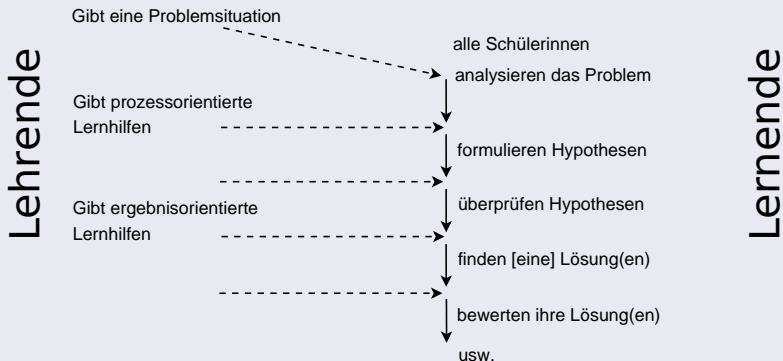 Gibt eine Problemsituation
alle Schülerinnen
analysieren das Problem
Gibt prozessorientierte
Lernhilfen
formulieren Hypothesen
überprüfen Hypothesen
Gibt ergebnisorientierte
Lernhilfen
finden [eine] Lösung(en)
bewerten ihre Lösung(en)
usw.
Lehrende
Lernende